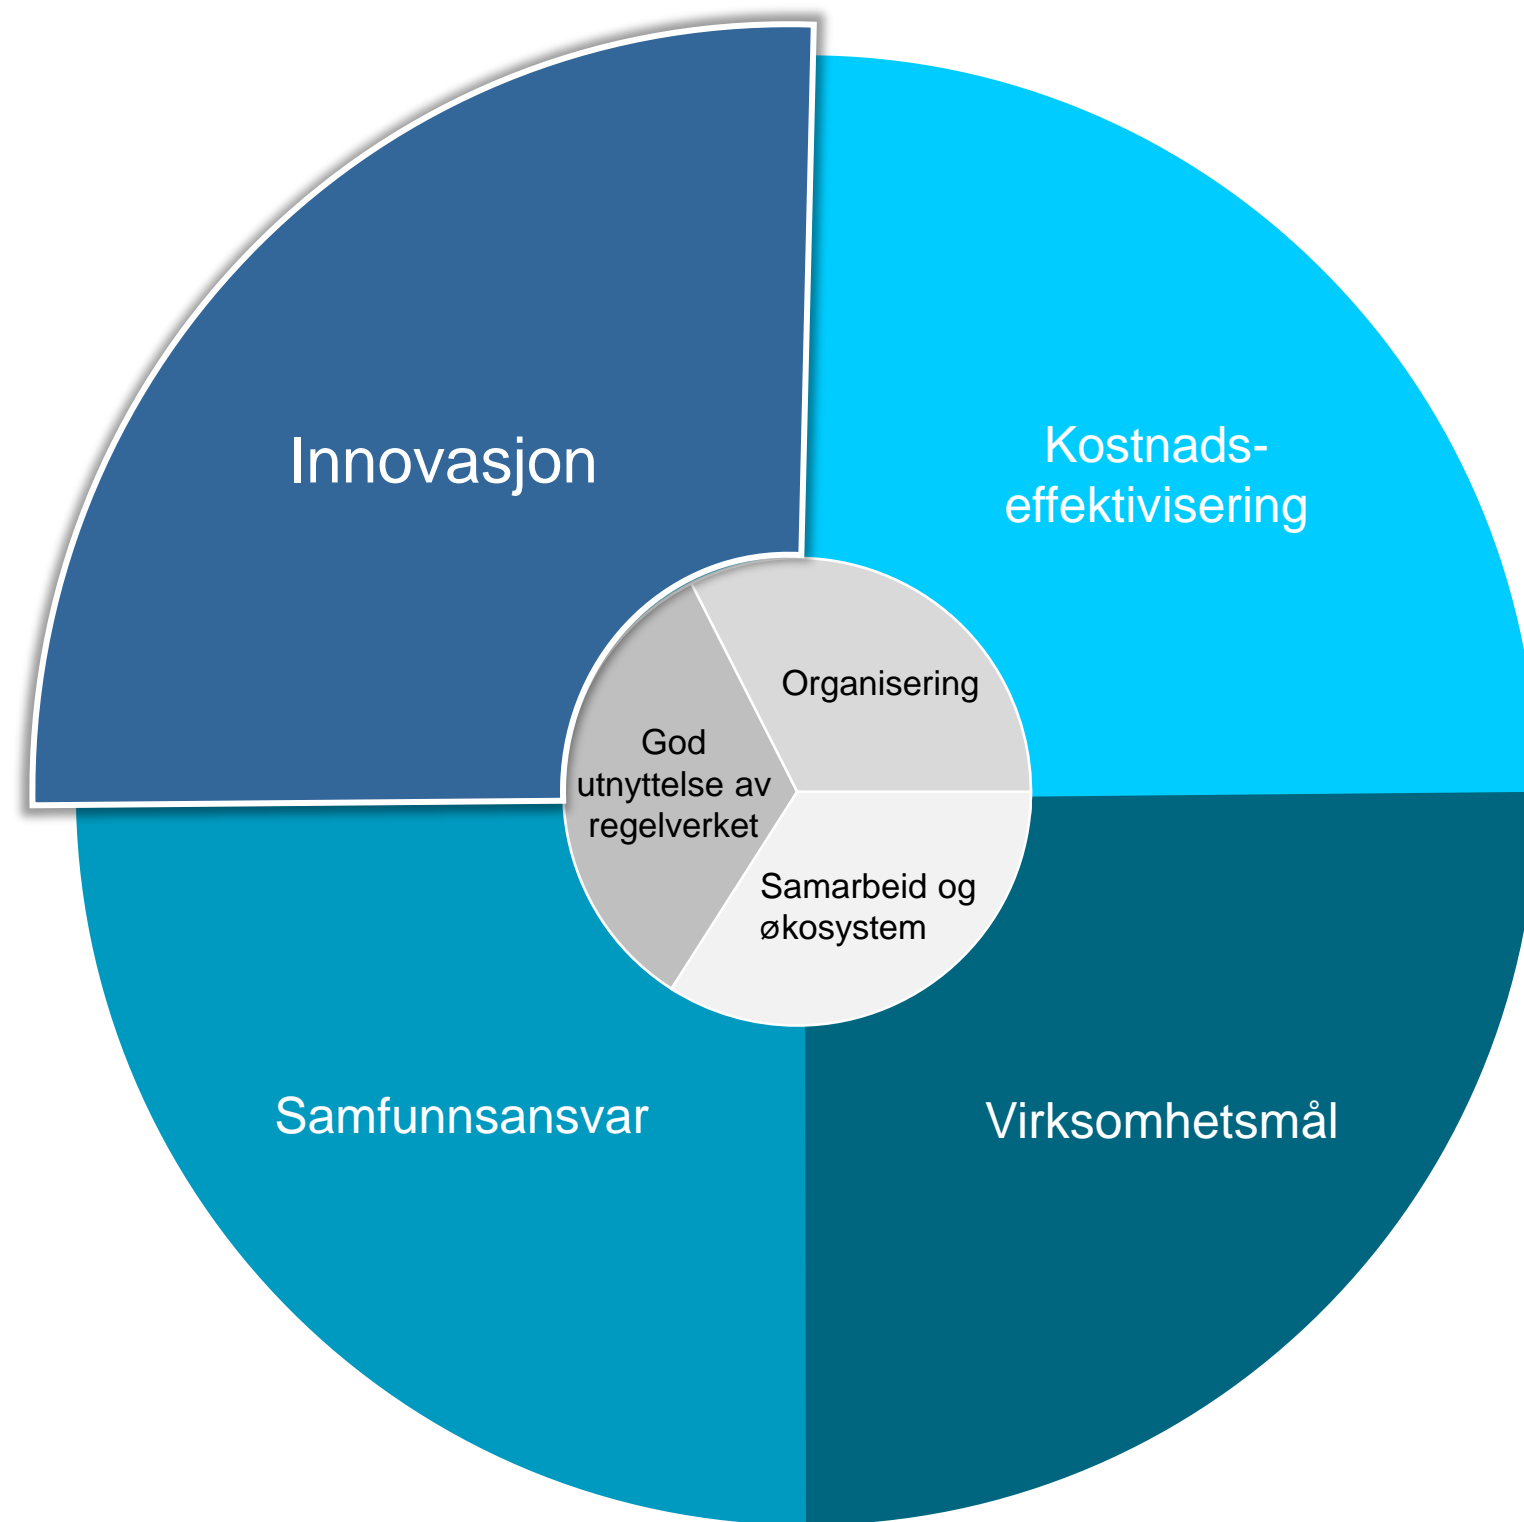 Innovasjon
Kostnads-
effektivisering
Organisering
God
utnyttelse av
regelverket
Samarbeid og
økosystem
Samfunnsansvar
Virksomhetsmål